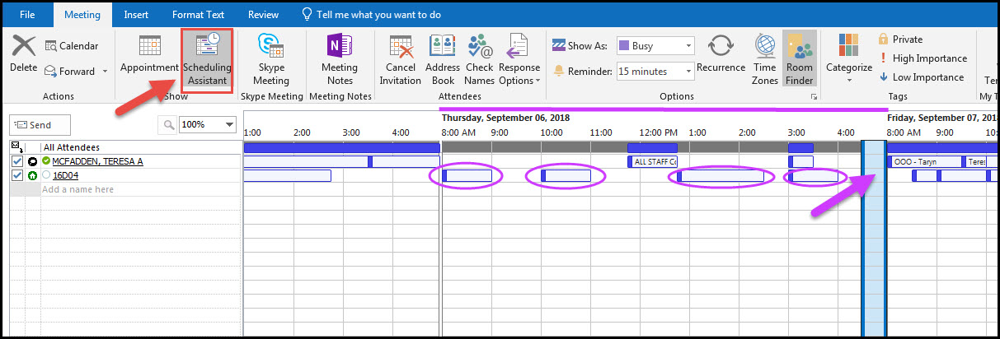 File Meeting Insert Format Text Review Tell me what you want to do
Delete
Calendar
Forward
Actions
Appointment
Scheduling
Assistant
Show
Skype
Meeting
Skype Meeting
Meeting
Notes
Meeting Notes
Cancel
Invitation
Address
Book
Check
Names
Response
Options
Attendees
Show As: Busy
Reminder: 15 minutes
Recurrence
Time
Zones
Room
Finder
Options
Categorize
Private
High Importance
Low Importance
Tags
My T
Send
100%
Thursday, September 06, 2018
Friday, September 07, 201
1:00 2:00 3:00 4:00 8:00 AM 9:00 10:00 11:00 12:00 PM 1:00 2:00 3:00 4:00 8:00 AM 9:00 10:
All Attendees
MCFADDEN, TERESA A
ALL STAFF
OOO - Taryn
Teres
16D04
Add a name here